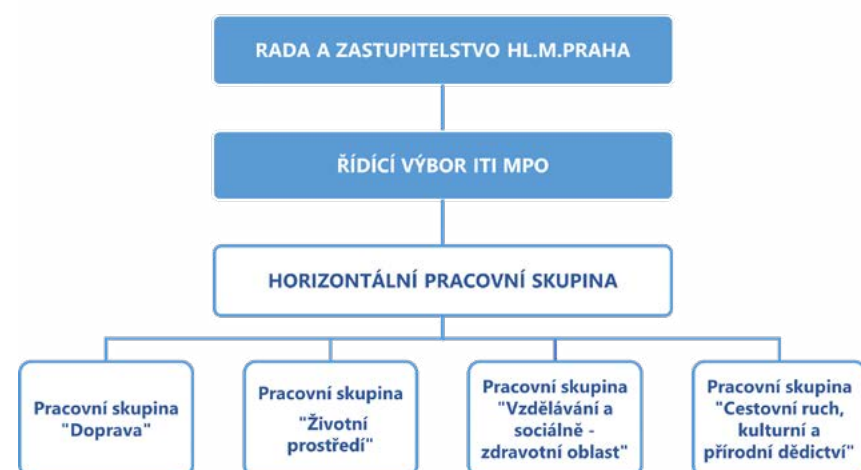 RADA A ZASTUPITELSTVO HL.M.PRAHA
ŘÍDÍCÍ VÝBOR ITI MPO
HORIZONTÁLNÍ PRACOVNÍ SKUPINA
Pracovní skupina
"Doprava"
Pracovní skupina
"Životní
prostředí"
Pracovní skupina
"Vzdělávání a
sociálně -
zdravotní oblast"
Pracovní skupina
"Cestovní ruch,
kulturní a
přírodní dědictví"